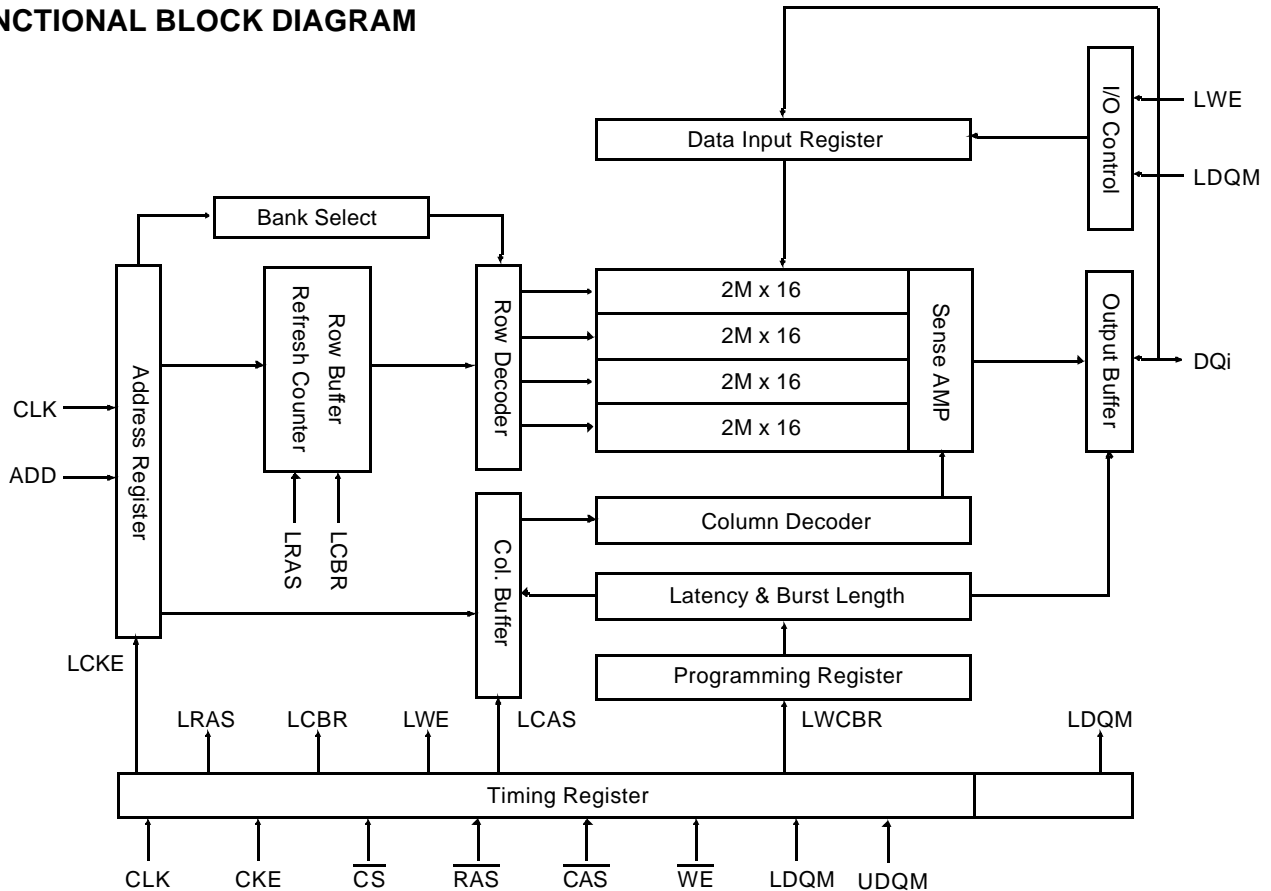 NCTIONAL BLOCK DIAGRAM
I/O Control
LWE
Data Input Register
LDQM
Bank Select
Address Register
Refresh Counter
Row Buffer
Row Decoder
2M x 16
2M x 16
2M x 16
2M x 16
Sense AMP
Output Buffer
DQi
CLK
ADD
LRAS
LCBR
Col. Buffer
Column Decoder
Latency & Burst Length
Programming Register
LCKE
LRAS
LCBR
LWE
LCAS
LWCBR
LDQM
Timing Register
CLK
CKE
CS
RAS
CAS
WE
LDQM
UDQM